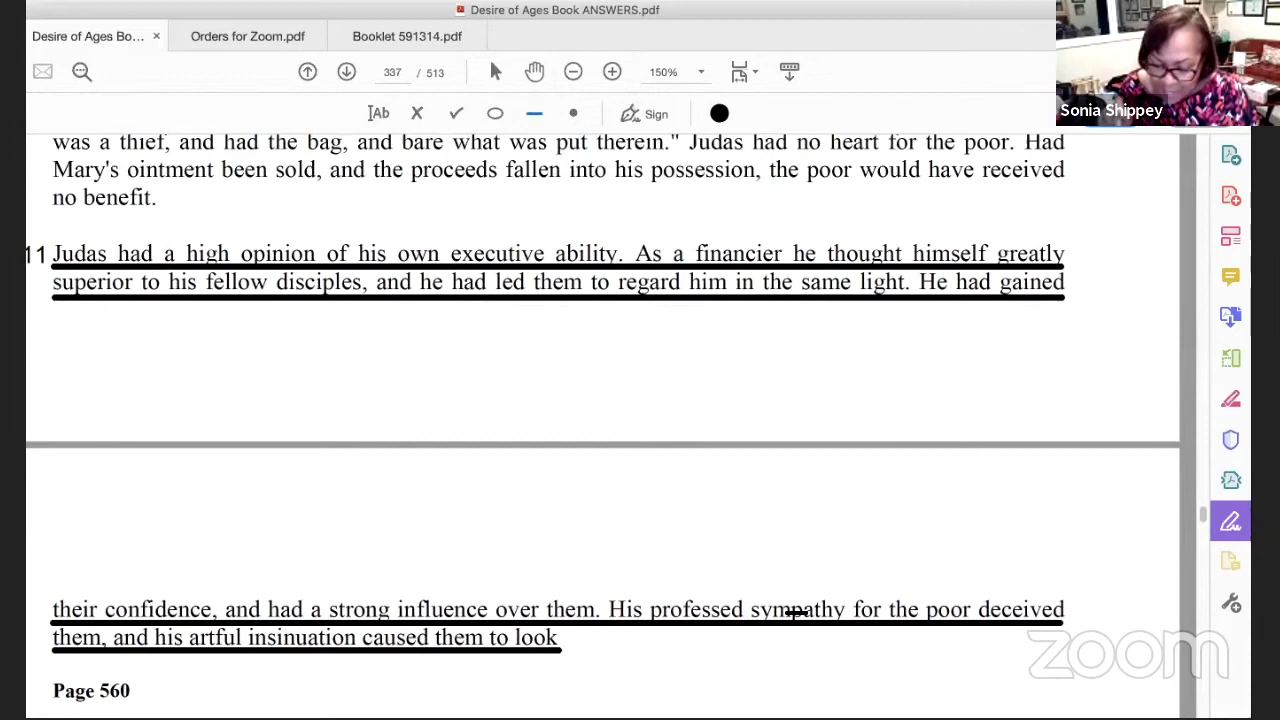 Desire of Ages Book ANSWERS.pdf
Desire of Ages Bo... × Orders for Zoom.pdf Booklet 591314.pdf
337 / 513 150%
Ab Sign
Sonia Shippey
was a thief, and had the bag, and bare what was put therein." Judas had no heart for the poor. Had
Mary's ointment been sold, and the proceeds fallen into his possession, the poor would have received
no benefit.
11 Judas had a high opinion of his own executive ability. As a financier he thought himself greatly
superior to his fellow disciples, and he had led them to regard him in the same light. He had gained
their confidence, and had a strong influence over them. His professed sympathy for the poor deceived
them, and his artful insinuation caused them to look
zoom
Page 560